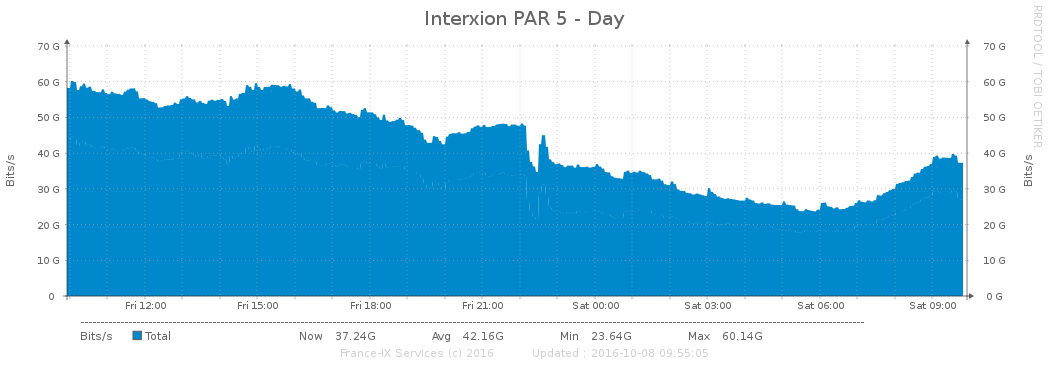 Interxion PAR 5 - Day
RRDTOOL / TOBI OETIKER
Bits/s
70 G 70 G
60 G 60 G
50 G 50 G
40 G 40 G
30 G 30 G
20 G 20 G
10 G 10 G
0 0 G
Bits/s
Fri 12:00 Fri 15:00 Fri 18:00 Fri 21:00 Sat 00:00 Sat 03:00 Sat 06:00 Sat 09:00
Bits/s Total Now 37.24G Avg 42.16G Min 23.64G Max 60.14G
France-IX Services (c) 2016 Updated : 2016-10-08 09:55:05